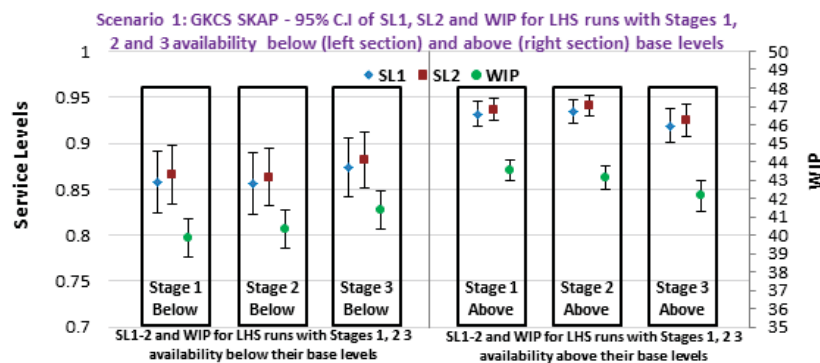 Scenario 1: GKCS SKAP - 95% C.I of SL1, SL2 and WIP for LHS runs with Stages 1,
2 and 3 availability below (left section) and above (right section) base levels
Service Levels
1
0.95
0.9
0.85
0.8
0.75
0.7
SL1 SL2 WIP
Stage 1 Below
Stage 2 Below
Stage 3 Below
Stage 1 Above
Stage 2 Above
Stage 3 Above
50
49
48
47
46
45
44
43
42
41
40
39
38
37
36
35
WIP
SL1-2 and WIP for LHS runs with Stages 1, 2 3
availability below their base levels
SL1-2 and WIP for LHS runs with Stages 1, 2 3
availability above their base levels